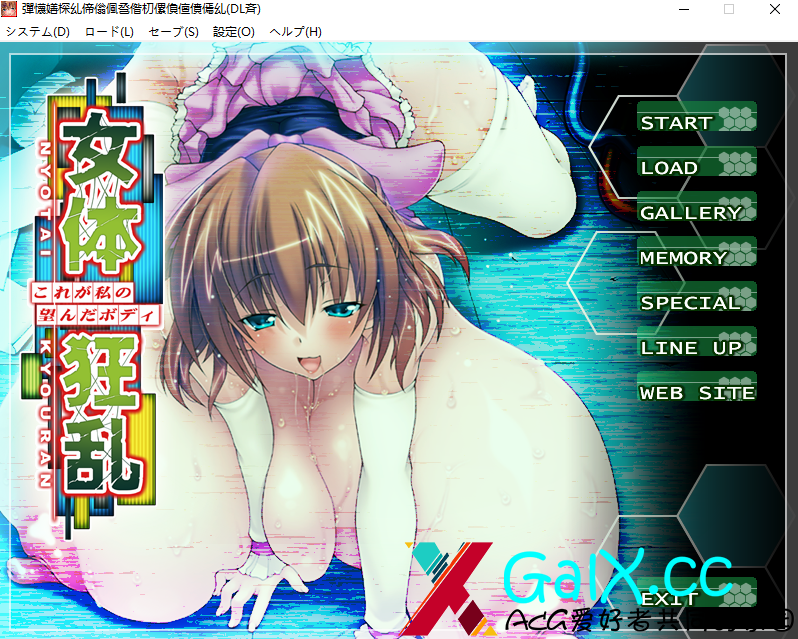 システム(D) ロード(L) セーブ(S) 設定(O) ヘルプ(H)
女体
NYOTAI
これが私の
望んだボディ
狂乱
KYOURAN
START
LOAD
GALLERY
MEMORY
SPECIAL
LINE UP
WEB SITE
EXIT
GalX.cc
ACG爱好者共